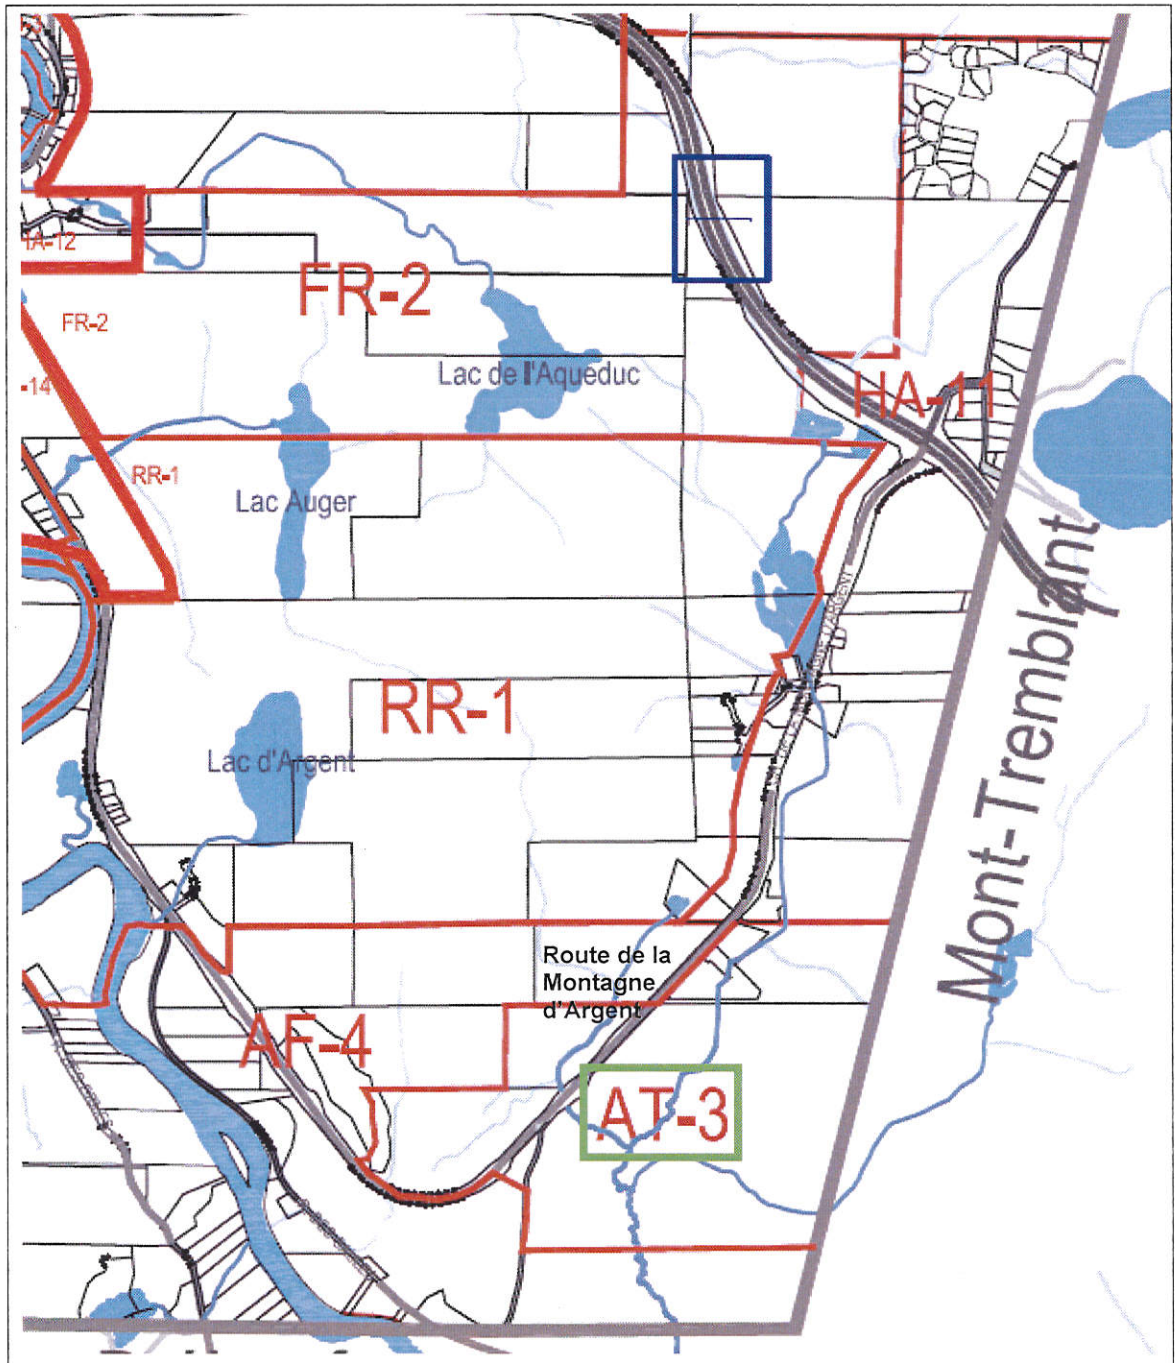 HA-12
FR-2
FR-2
-14
Lac de l'Aqueduc
HA-11
RR-1
Lac Auger
RR-1
Lac d'Argent
Mont-Tremblant
Route de la
Montagne
d'Argent
AF-4
AT-3